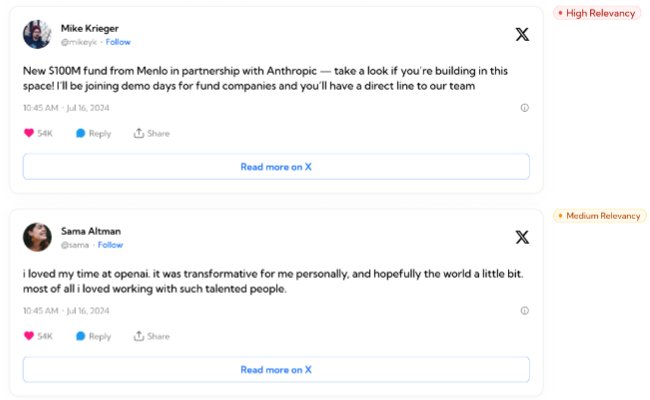 Mike Krieger
High Relevancy
@mikeyk · Follow
New $100M fund from Menlo in partnership with Anthropic — take a look if you're building in this
space! I'll be joining demo days for fund companies and you'll have a direct line to our team
10:45 AM · Jul 16, 2024
54K Reply Share
Read more on X
Sama Altman
Medium Relevancy
@sama · Follow
i loved my time at openai. it was transformative for me personally, and hopefully the world a little bit.
most of all i loved working with such talented people.
10:45 AM · Jul 16, 2024
54K Reply Share
Read more on X